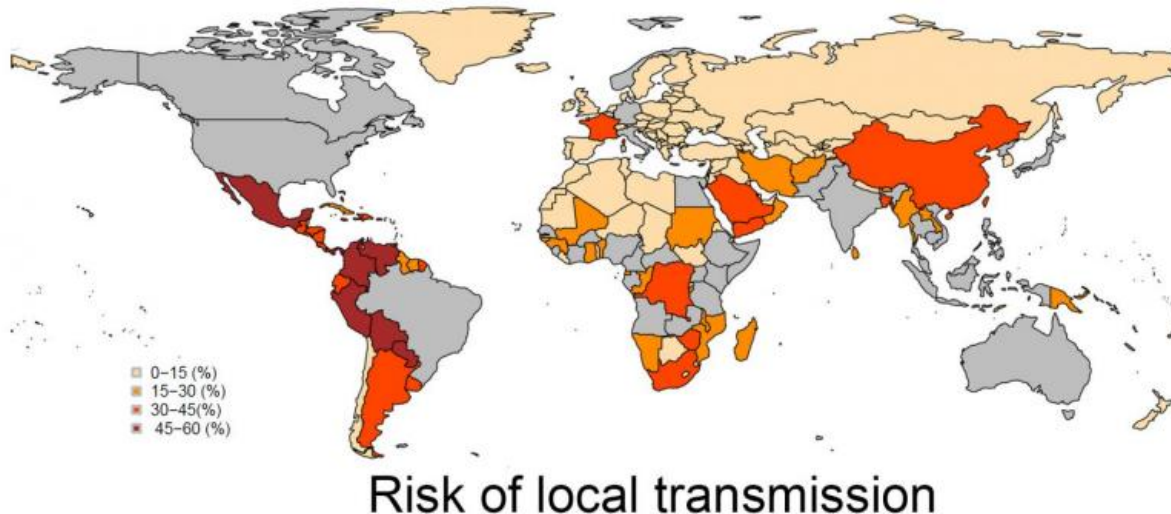 0-15 (%)
15-30 (%)
30-45(%)
45-60 (%)
Risk of local transmission